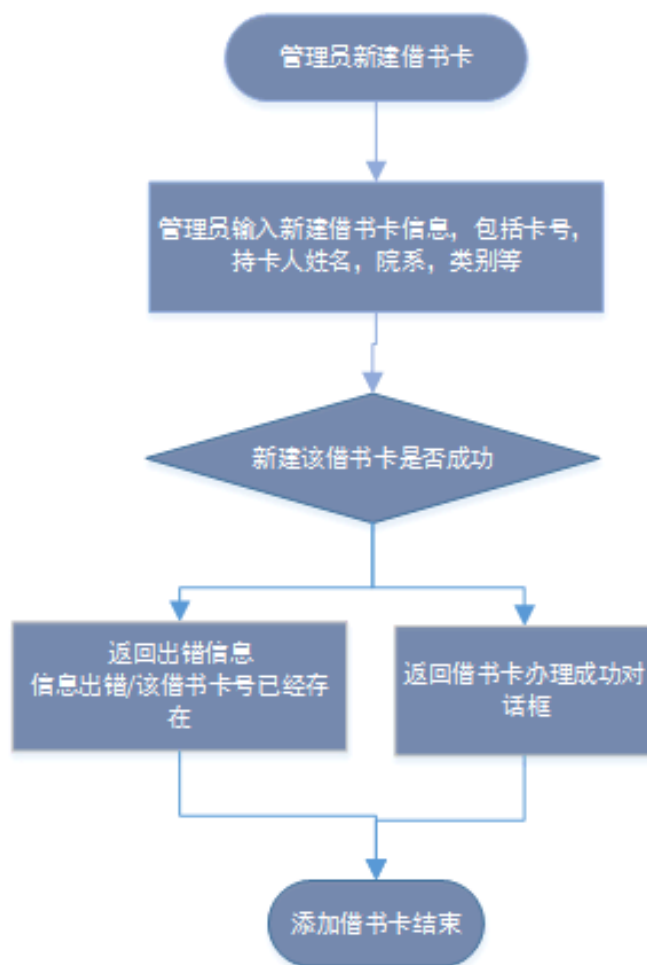 管理员新建借书卡
管理员输入新建借书卡信息，包括卡号，
持卡人姓名，院系，类别等
新建该借书卡是否成功
返回出错信息
信息出错/该借书卡号已经存
在
返回借书卡办理成功对
话框
添加借书卡结束